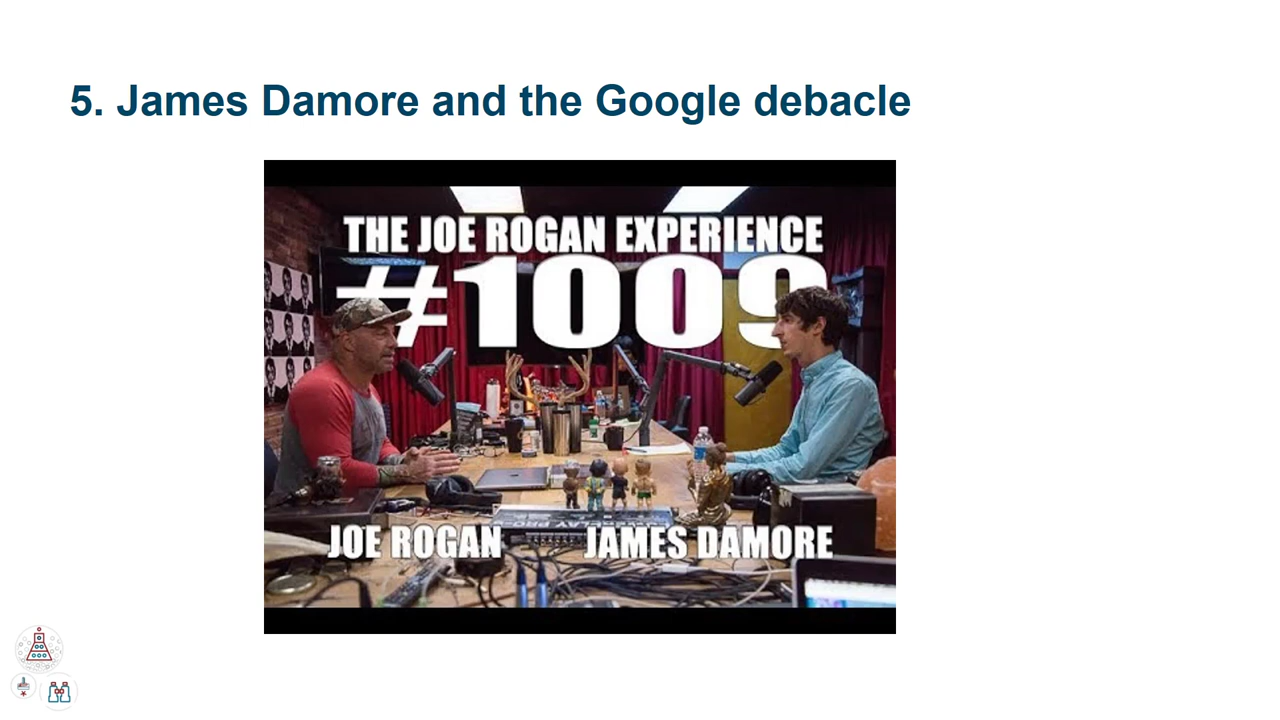 5. James Damore and the Google debacle
THE JOE ROGAN EXPERIENCE
#1009
JOE ROGAN
JAMES DAMORE